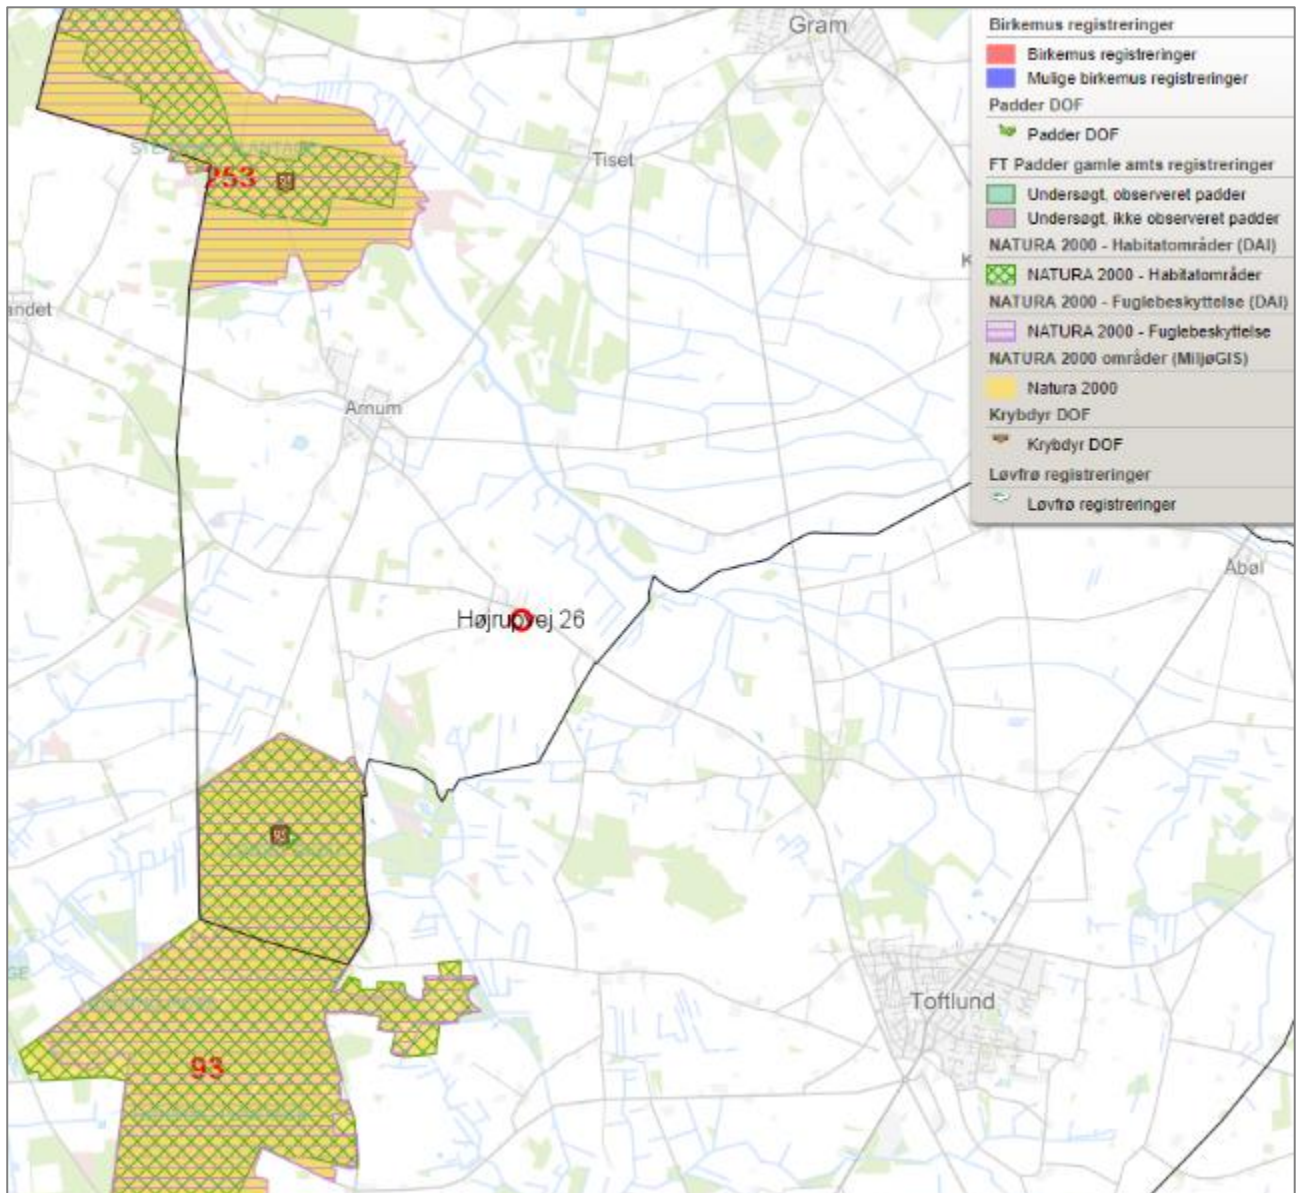 Gram
Birkemus registreringer
Birkemus registreringer
Mulige birkemus registreringer
Padder DOF
Padder DOF
FT Padder gamle amts registreringer
Undersøgt, observeret padder
Undersøgt, ikke observeret padder
NATURA 2000 - Habitatområder (DAI)
NATURA 2000 - Habitatområder
NATURA 2000 - Fuglebeskyttelse (DAI)
NATURA 2000 - Fuglebeskyttelse
NATURA 2000 områder (MiljøGIS)
Natura 2000
Krybdyr DOF
Krybdyr DOF
Løvfrø registreringer
Løvfrø registreringer
Tiset
253
andet
Arnum
Abøl
Højrupvej 26
Toftlund
93